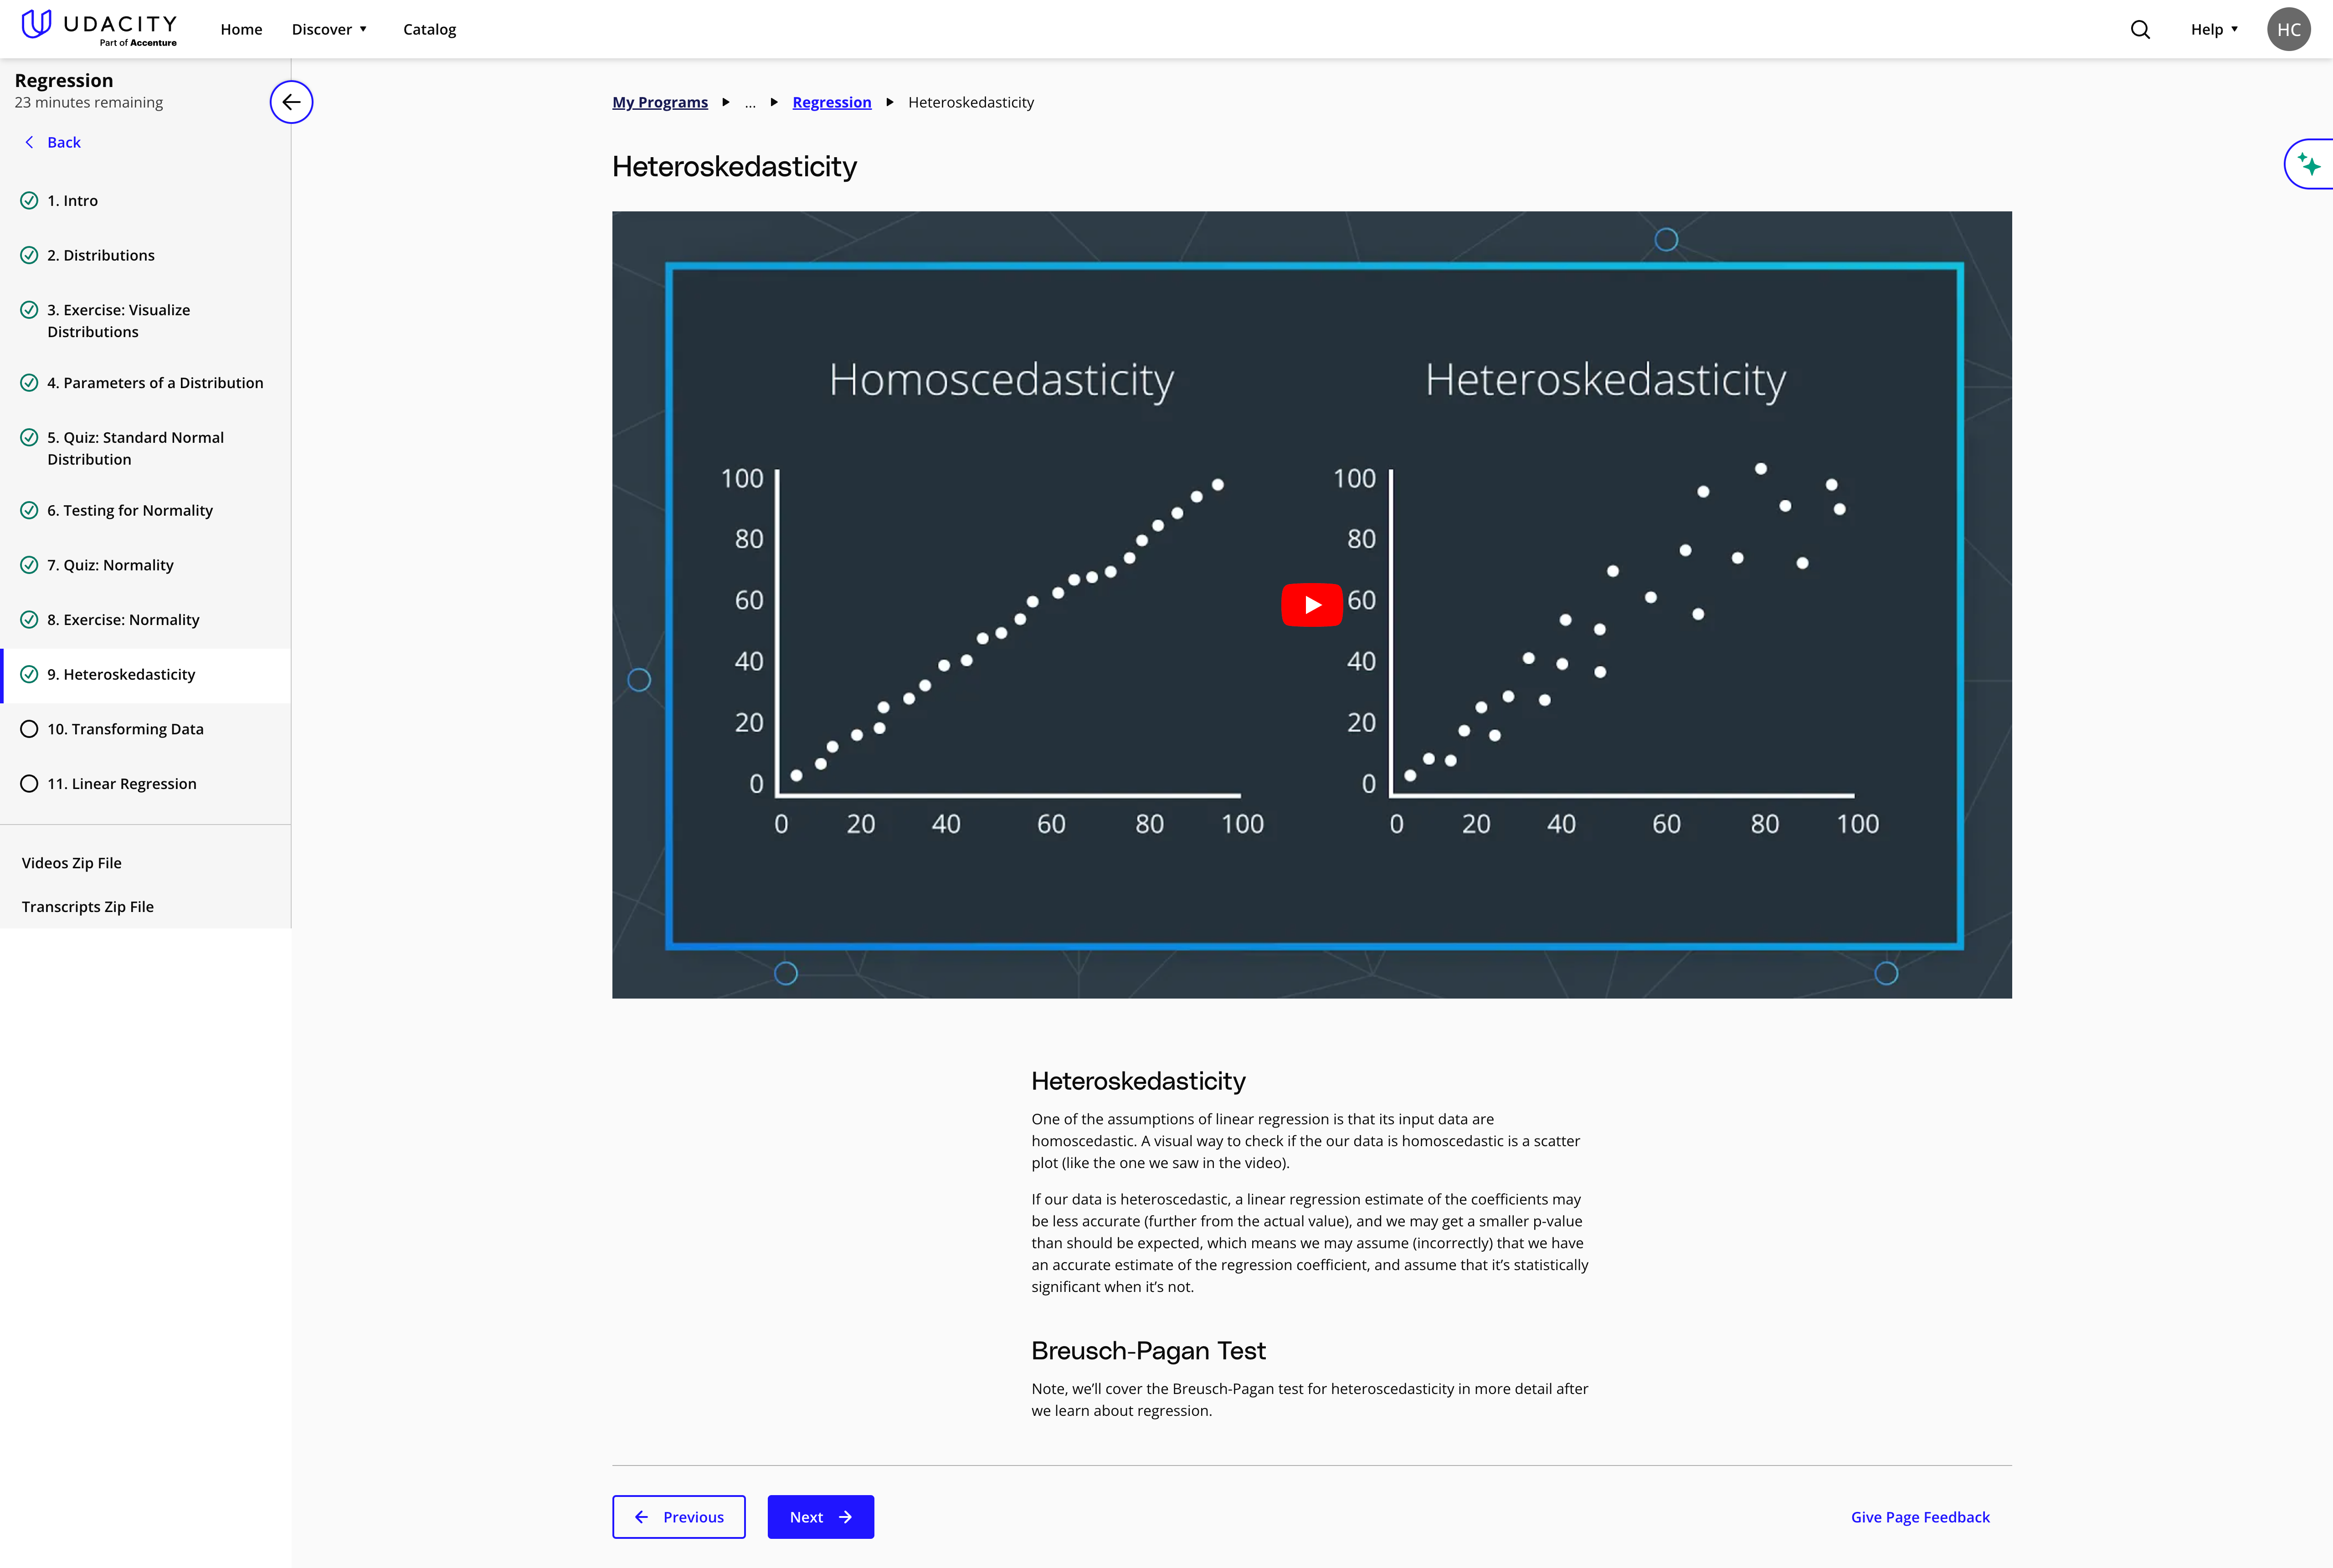 UDACITY
Part of Accenture
Home
Discover
Catalog
Help
HC
Regression
23 minutes remaining
Back
1. Intro
2. Distributions
3. Exercise: Visualize
Distributions
4. Parameters of a Distribution
5. Quiz: Standard Normal
Distribution
6. Testing for Normality
7. Quiz: Normality
8. Exercise: Normality
9. Heteroskedasticity
10. Transforming Data
11. Linear Regression
Videos Zip File
Transcripts Zip File
My Programs ... Regression Heteroskedasticity
Heteroskedasticity
Homoscedasticity
100
80
60
40
20
0
0 20 40 60 80 100
Heteroskedasticity
100
80
60
40
20
0
0 20 40 60 80 100
Heteroskedasticity
One of the assumptions of linear regression is that its input data are
homoscedastic. A visual way to check if the our data is homoscedastic is a scatter
plot (like the one we saw in the video).
If our data is heteroscedastic, a linear regression estimate of the coefficients may
be less accurate (further from the actual value), and we may get a smaller p-value
than should be expected, which means we may assume (incorrectly) that we have
an accurate estimate of the regression coefficient, and assume that it’s statistically
significant when it’s not.
Breusch-Pagan Test
Note, we’ll cover the Breusch-Pagan test for heteroscedasticity in more detail after
we learn about regression.
Previous
Next
Give Page Feedback